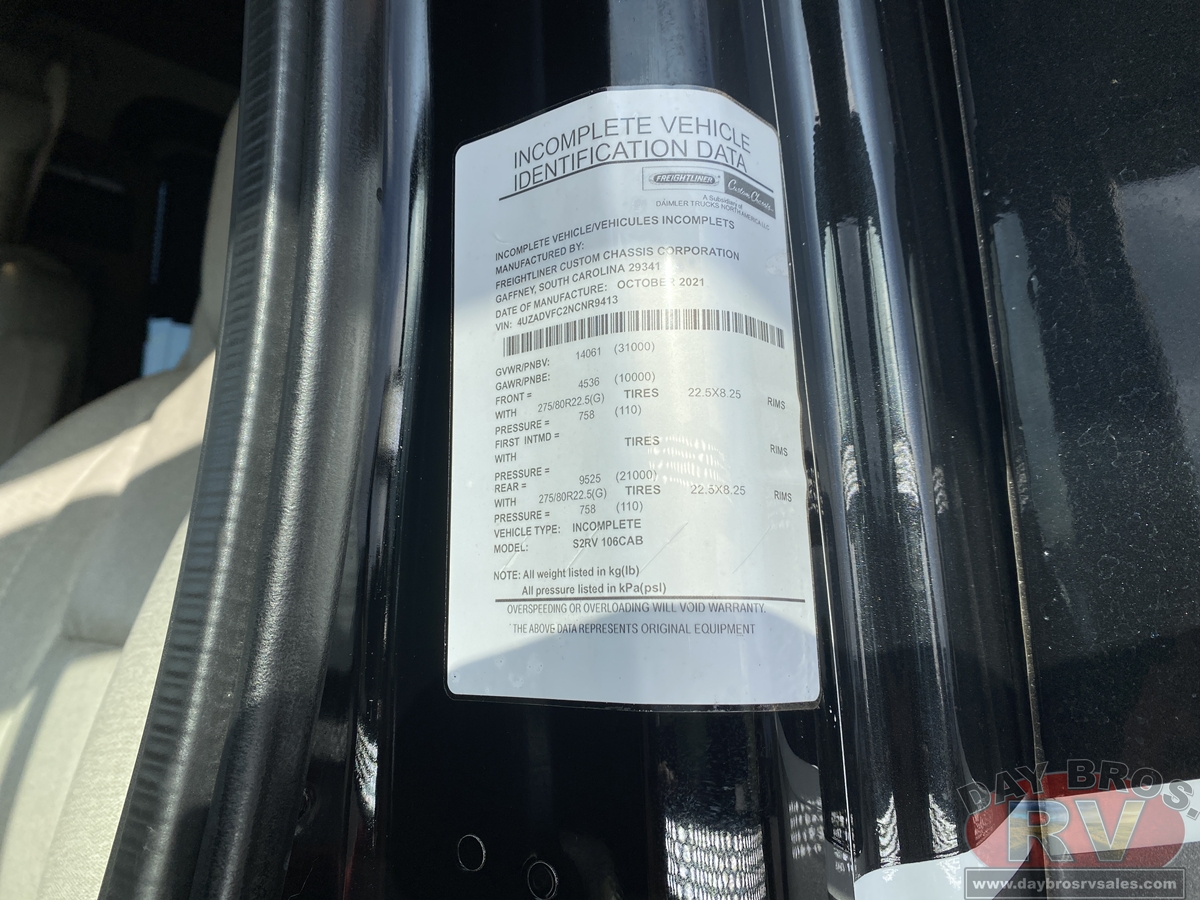 INCOMPLETE VEHICLE
IDENTIFICATION DATA
FREIGHTLINER Custom Chassis
A Subsidiary of
DAIMLER TRUCKS NORTH AMERICA LLC
INCOMPLETE VEHICLE/VEHICULES INCOMPLETS
MANUFACTURED BY:
FREIGHTLINER CUSTOM CHASSIS CORPORATION
GAFFNEY, SOUTH CAROLINA 29341
DATE OF MANUFACTURE: OCTOBER 2021
VIN: 4UZADVFC2NCNR9413
GVWR/PNBV: 14061 (31000)
GAWR/PNBE:
FRONT = 4536 (10000)
WITH 275/80R22.5(G) TIRES 22.5X8.25 RIMS
PRESSURE = 758 (110)
FIRST INTMD =
WITH TIRES RIMS
PRESSURE =
REAR = 9525 (21000)
WITH 275/80R22.5(G) TIRES 22.5X8.25 RIMS
PRESSURE = 758 (110)
VEHICLE TYPE: INCOMPLETE
MODEL: S2RV 106CAB
NOTE: All weight listed in kg(lb)
All pressure listed in kPa(psl)
OVERSPEEDING OR OVERLOADING WILL VOID WARRANTY.
THE ABOVE DATA REPRESENTS ORIGINAL EQUIPMENT
DAY BROS.
RV
www.daybrosrvsales.com